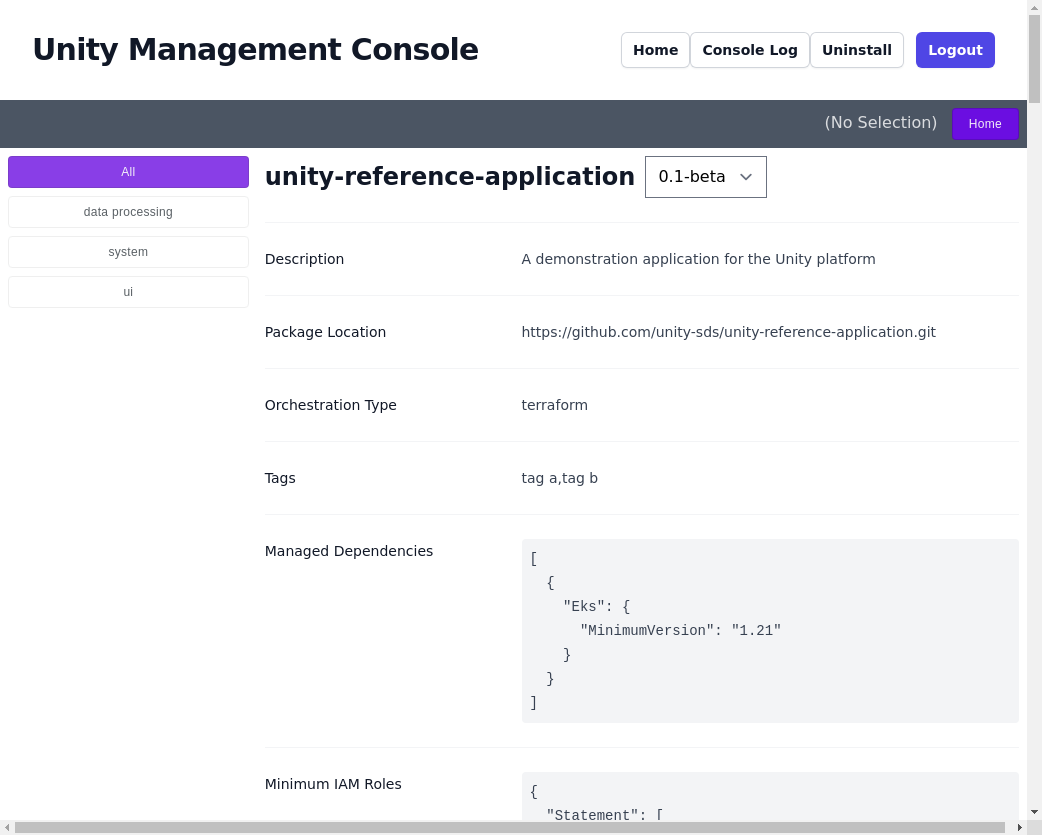 Unity Management Console
Home
Console Log
Uninstall
Logout
(No Selection)
Home
All
data processing
system
ui
unity-reference-application
0.1-beta
Description
A demonstration application for the Unity platform
Package Location
https://github.com/unity-sds/unity-reference-application.git
Orchestration Type
terraform
Tags
tag a,tag b
Managed Dependencies
[
  {
    "Eks": {
      "MinimumVersion": "1.21"
    }
  }
]
Minimum IAM Roles
{
  "Statement": [